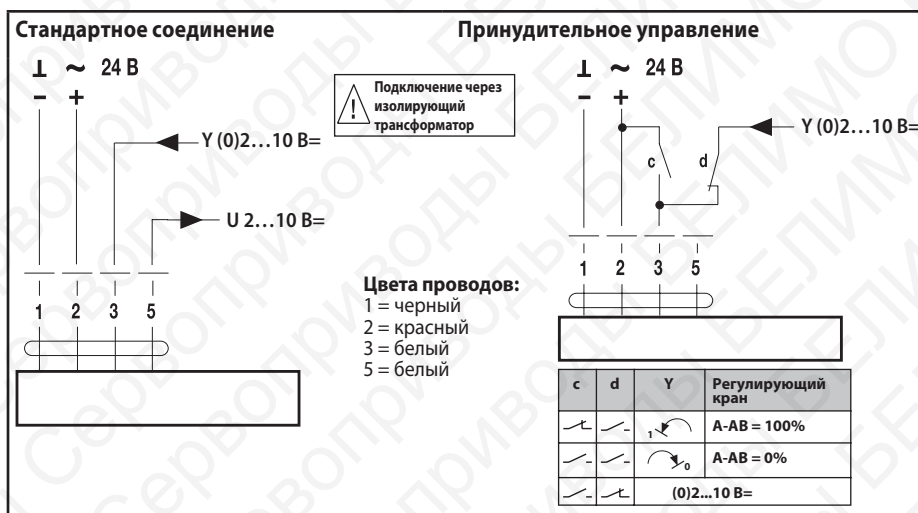 Стандартное соединение
⊥ ~ 24 В
- +
Y (0)2…10 В=
U 2…10 В=
1 2 3 5
Подключение через
изолирующий
трансформатор
Цвета проводов:
1 = черный
2 = красный
3 = белый
5 = белый
Принудительное управление
⊥ ~ 24 В
- +
Y (0)2…10 В=
c d
1 2 3 5
c d Y Регулирующий
кран
1 A-AB = 100%
0 A-AB = 0%
(0)2...10 В=
Сервоприводы БЕЛИМО